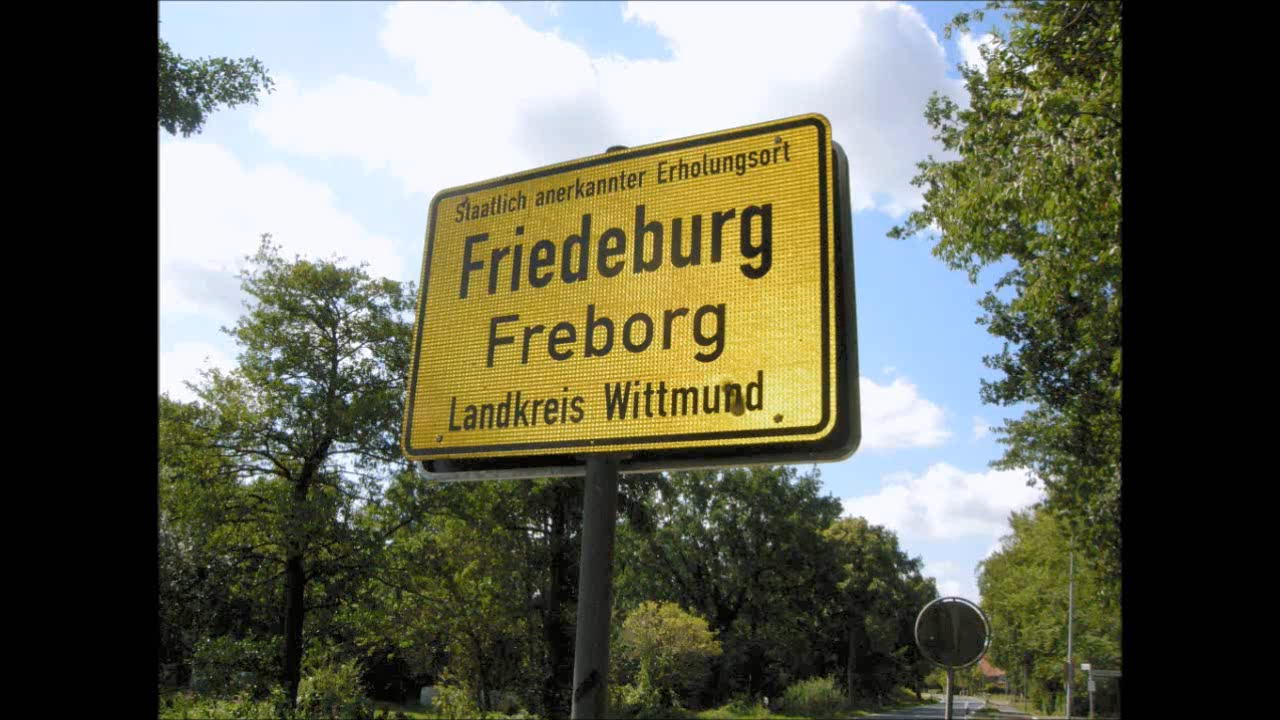 Staatlich anerkannter Erholungsort
Friedeburg
Freborg
Landkreis Wittmund